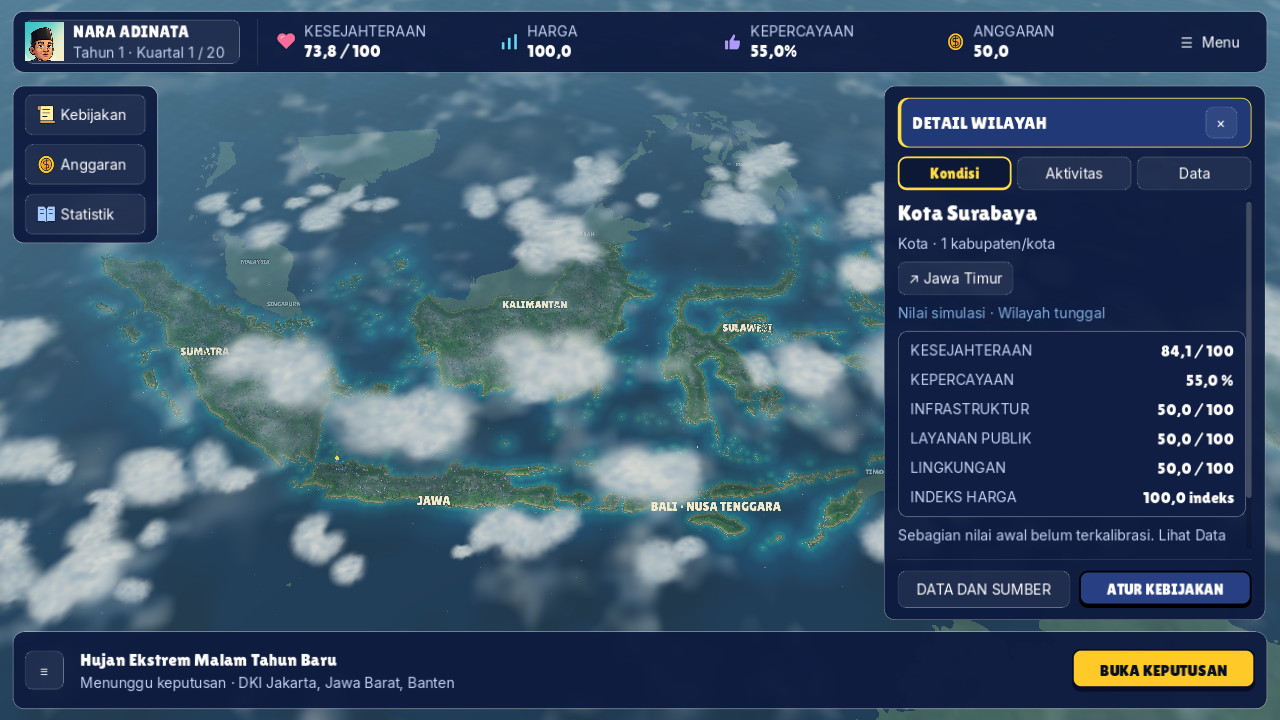 NARA ADINATA
Tahun 1 · Kuartal 1 / 20
KESEJAHTERAAN
73,8 / 100
HARGA
100,0
KEPERCAYAAN
55,0%
ANGGARAN
50,0
☰ Menu
Kebijakan
Anggaran
Statistik
MALAYSIA
SINGAPURA
SUMATRA
KALIMANTAN
SULAWESI
JAWA
BALI · NUSA TENGGARA
DETAIL WILAYAH
×
Kondisi
Aktivitas
Data
Kota Surabaya
Kota · 1 kabupaten/kota
↗ Jawa Timur
Nilai simulasi · Wilayah tunggal
KESEJAHTERAAN 84,1 / 100
KEPERCAYAAN 55,0 %
INFRASTRUKTUR 50,0 / 100
LAYANAN PUBLIK 50,0 / 100
LINGKUNGAN 50,0 / 100
INDEKS HARGA 100,0 indeks
Sebagian nilai awal belum terkalibrasi. Lihat Data
DATA DAN SUMBER
ATUR KEBIJAKAN
Hujan Ekstrem Malam Tahun Baru
Menunggu keputusan · DKI Jakarta, Jawa Barat, Banten
BUKA KEPUTUSAN